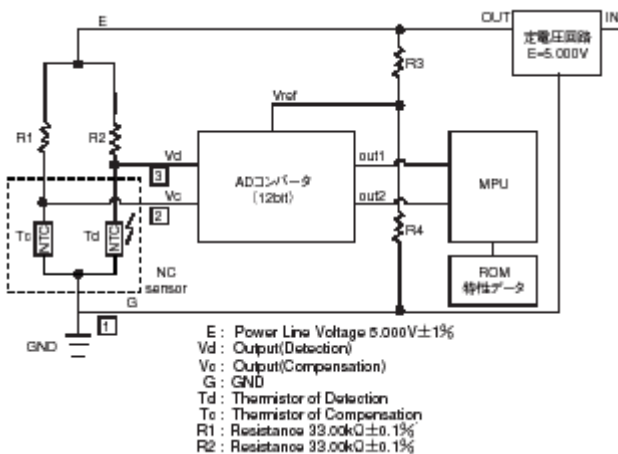 E
OUT
IN
定電圧回路
E=5.000V
R3
Vref
R1
R2
Vd
3
ADコンバータ
(12bit)
out1
MPU
Vc
2
out2
R4
Tc
NTC
Td
NTC
ROM
特性データ
NC
sensor
G
1
GND
E : Power Line Voltage 5.000V±1%
Vd : Output(Detection)
Vc : Output(Compensation)
G : GND
Td : Thermistor of Detection
Tc : Thermistor of Compensation
R1 : Resistance 33.00kΩ±0.1%
R2 : Resistance 33.00kΩ±0.1%